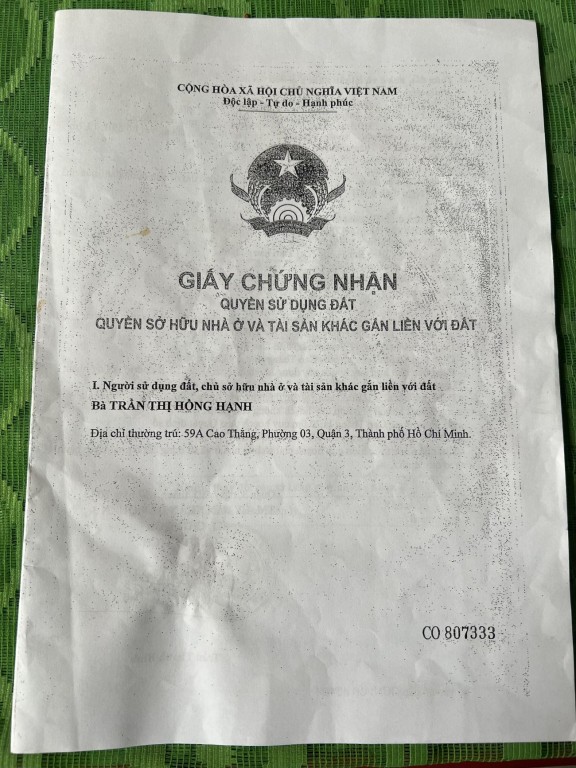 CỘNG HÒA XÃ HỘI CHỦ NGHĨA VIỆT NAM
Độc lập - Tự do - Hạnh phúc
GIẤY CHỨNG NHẬN
QUYỀN SỬ DỤNG ĐẤT
QUYỀN SỞ HỮU NHÀ Ở VÀ TÀI SẢN KHÁC GẮN LIỀN VỚI ĐẤT
I. Người sử dụng đất, chủ sở hữu nhà ở và tài sản khác gắn liền với đất
Bà TRẦN THỊ HỒNG HẠNH
Địa chỉ thường trú: 59A Cao Thắng, Phường 03, Quận 3, Thành phố Hồ Chí Minh.
CO 807333